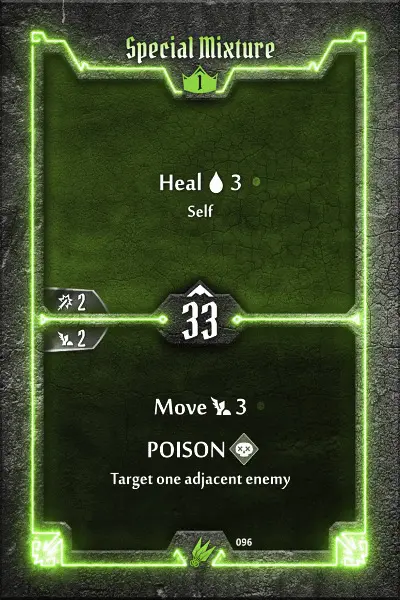 Special Mixture
1
Heal 3
Self
2
33
2
Move 3
POISON
Target one adjacent enemy
096